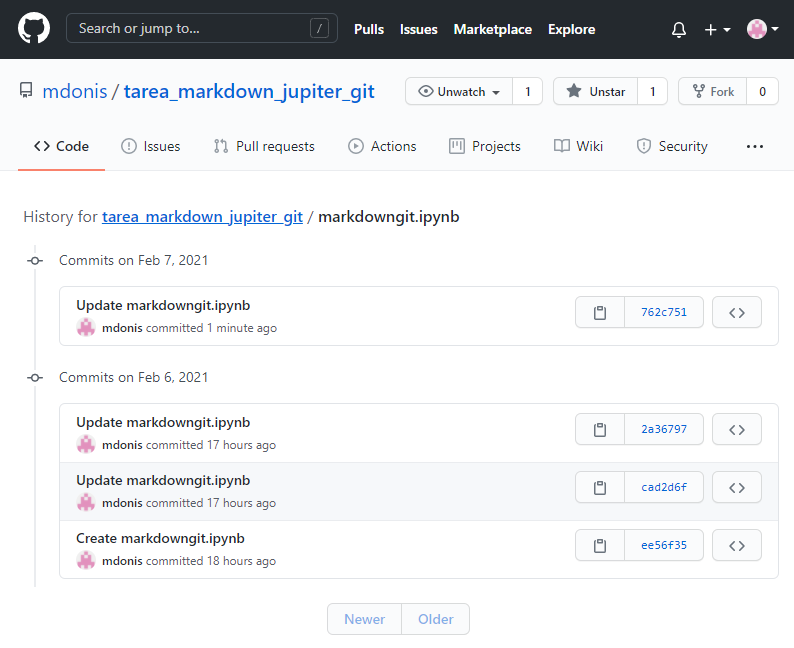 Search or jump to... / Pulls Issues Marketplace Explore
mdonis / tarea_markdown_jupiter_git Unwatch 1 Unstar 1 Fork 0
Code Issues Pull requests Actions Projects Wiki Security ...
History for tarea_markdown_jupiter_git / markdowngit.ipynb
Commits on Feb 7, 2021
Update markdowngit.ipynb
mdonis committed 1 minute ago
762c751
Commits on Feb 6, 2021
Update markdowngit.ipynb
mdonis committed 17 hours ago
2a36797
Update markdowngit.ipynb
mdonis committed 17 hours ago
cad2d6f
Create markdowngit.ipynb
mdonis committed 18 hours ago
ee56f35
Newer Older